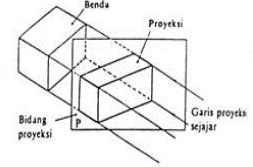 Benda
Proyeksi
Bidang
proyeksi
P
Garis proyeksi
sejajar